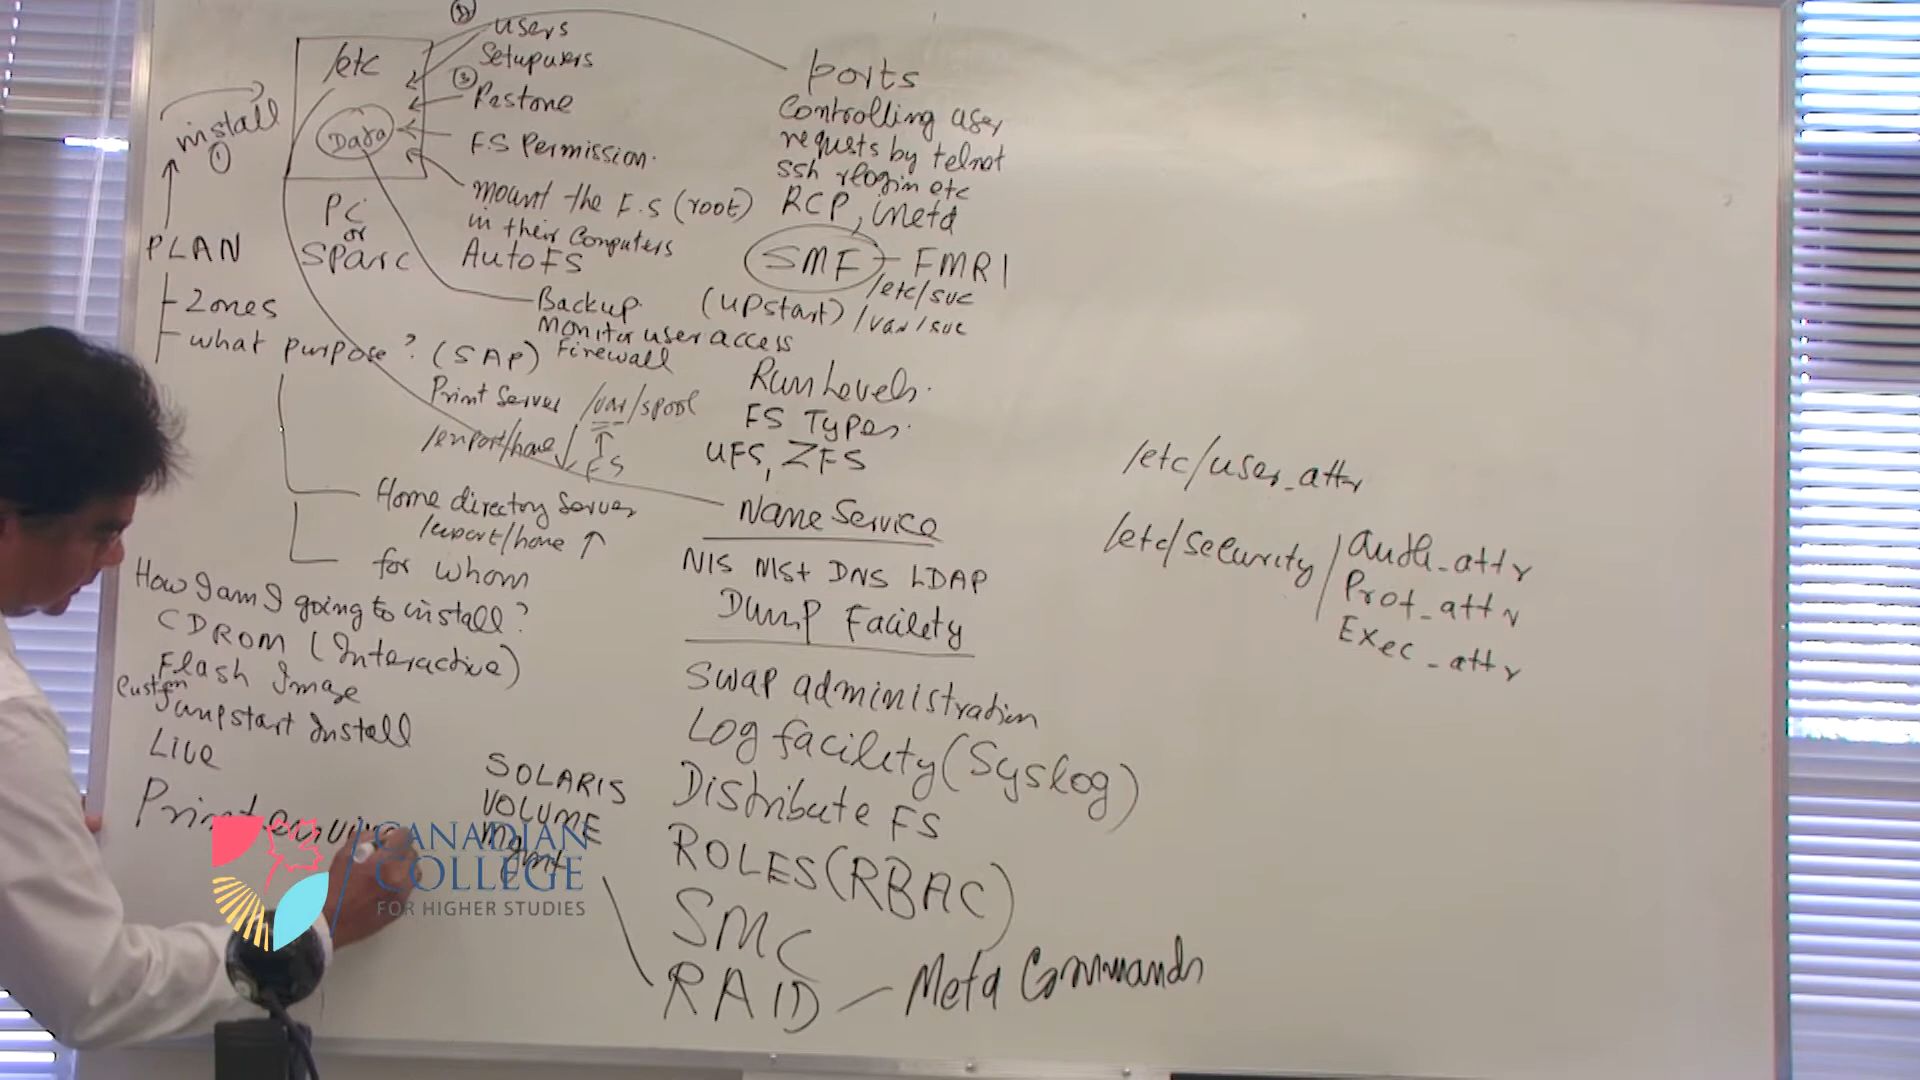 /etc
Data
install
①
PC
or
SParc
PLAN
Zones
what purpose? (SAP)
users
Setupusers
③
Restore
F.S Permission.
mount the F.S (root)
in their Computers
AutoFS
Backup.
Monitor user access
Firewall
Print Server /var/spool
/export/home
FS
Home directory Server
/export/home ↑
for whom
How I am I going to install?
CDROM (Interactive)
Flash Image
Custom
Jumpstart Install
Live
SOLARIS
VOLUME
Mgmt
Ports
Controlling user
requsts by telnet
ssh rlogin etc
RCP, inetd
SMF - FMRI
/etc/svc
(upstart) /var/svc
Run Levels.
FS Types.
UFS, ZFS
Name Service
NIS NIS+ DNS LDAP
Dump Facility
Swap administration
Log facility (Syslog)
Distribute FS
ROLES (RBAC)
SMC
RAID - Meta Commands
/etc/user_attr
/etc/security/auth_attr
Prof_attr
Exec_attr
CANADIAN
COLLEGE
FOR HIGHER STUDIES